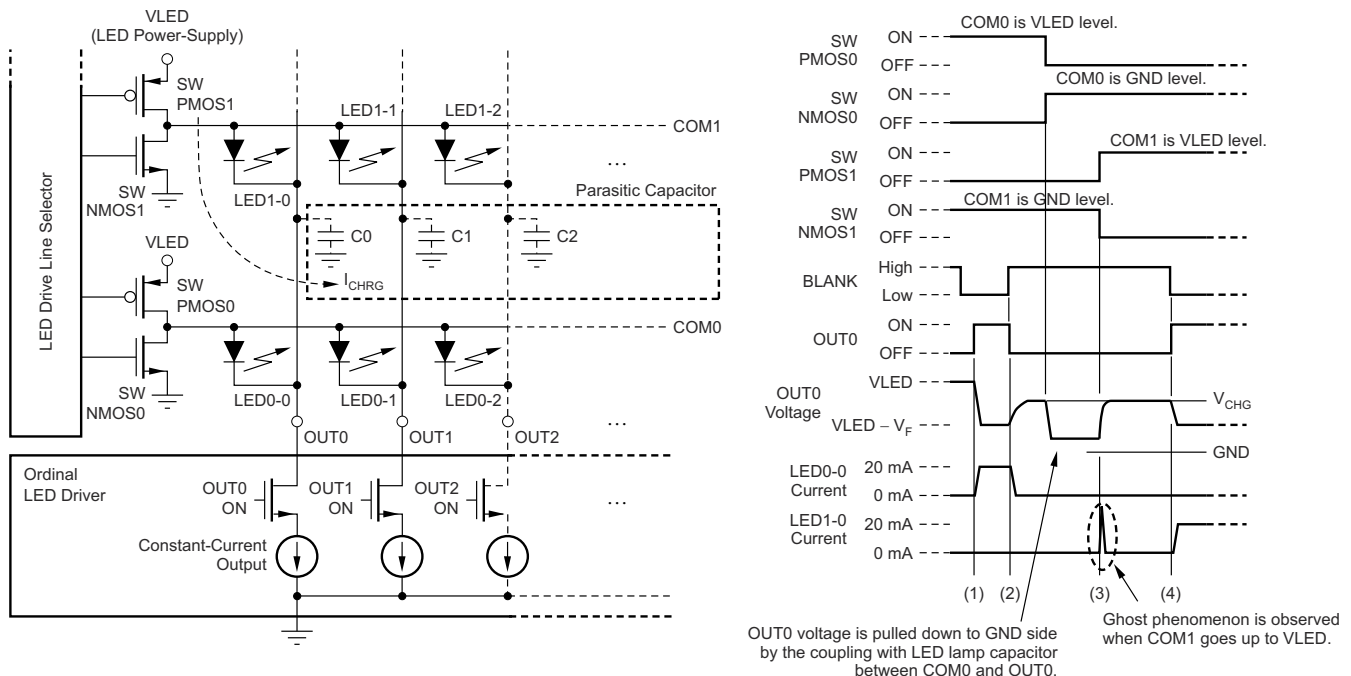 VLED
(LED Power-Supply)
LED Drive Line Selector
SW
PMOS1
SW
NMOS1
LED1-1
LED1-2
COM1
...
LED1-0
Parasitic Capacitor
C0
C1
C2
ICHRG
VLED
SW
PMOS0
SW
NMOS0
COM0
LED0-0
LED0-1
LED0-2
OUT0
OUT1
OUT2
...
Ordinal
LED Driver
OUT0
ON
OUT1
ON
OUT2
ON
...
Constant-Current
Output
COM0 is VLED level.
SW
PMOS0
ON
OFF
COM0 is GND level.
SW
NMOS0
ON
OFF
COM1 is VLED level.
SW
PMOS1
ON
OFF
COM1 is GND level.
SW
NMOS1
ON
OFF
BLANK
High
Low
OUT0
ON
OFF
OUT0
Voltage
VLED
VLED – VF
VCHG
GND
LED0-0
Current
20 mA
0 mA
LED1-0
Current
20 mA
0 mA
(1)
(2)
(3)
(4)
OUT0 voltage is pulled down to GND side
by the coupling with LED lamp capacitor
between COM0 and OUT0.
Ghost phenomenon is observed
when COM1 goes up to VLED.